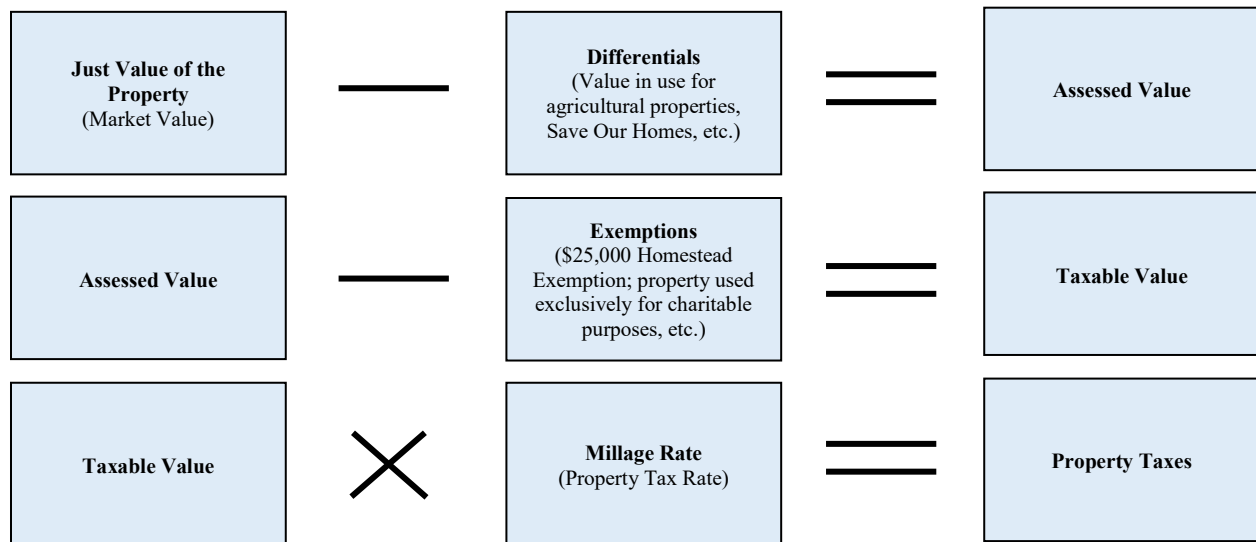 Just Value of the
Property
(Market Value)
Differentials
(Value in use for
agricultural properties,
Save Our Homes, etc.)
Assessed Value
Assessed Value
Exemptions
($25,000 Homestead
Exemption; property used
exclusively for charitable
purposes, etc.)
Taxable Value
Taxable Value
Millage Rate
(Property Tax Rate)
Property Taxes